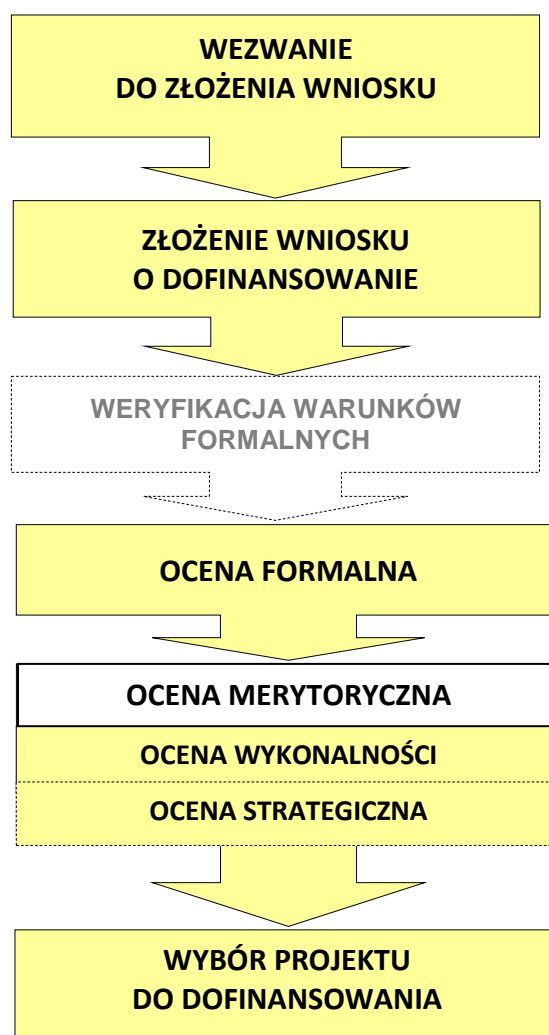 WEZWANIE
DO ZŁOŻENIA WNIOSKU
ZŁOŻENIE WNIOSKU
O DOFINANSOWANIE
WERYFIKACJA WARUNKÓW
FORMALNYCH
OCENA FORMALNA
OCENA MERYTORYCZNA
OCENA WYKONALNOŚCI
OCENA STRATEGICZNA
WYBÓR PROJEKTU
DO DOFINANSOWANIA